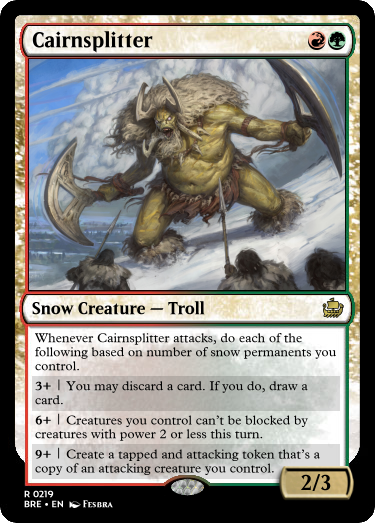 Cairnsplitter
Snow Creature — Troll
Whenever Cairnsplitter attacks, do each of the
following based on number of snow permanents you
control.
3+ | You may discard a card. If you do, draw a
card.
6+ | Creatures you control can't be blocked by
creatures with power 2 or less this turn.
9+ | Create a tapped and attacking token that's a
copy of an attacking creature you control.
2/3
R 0219
BRE • EN Fesbra